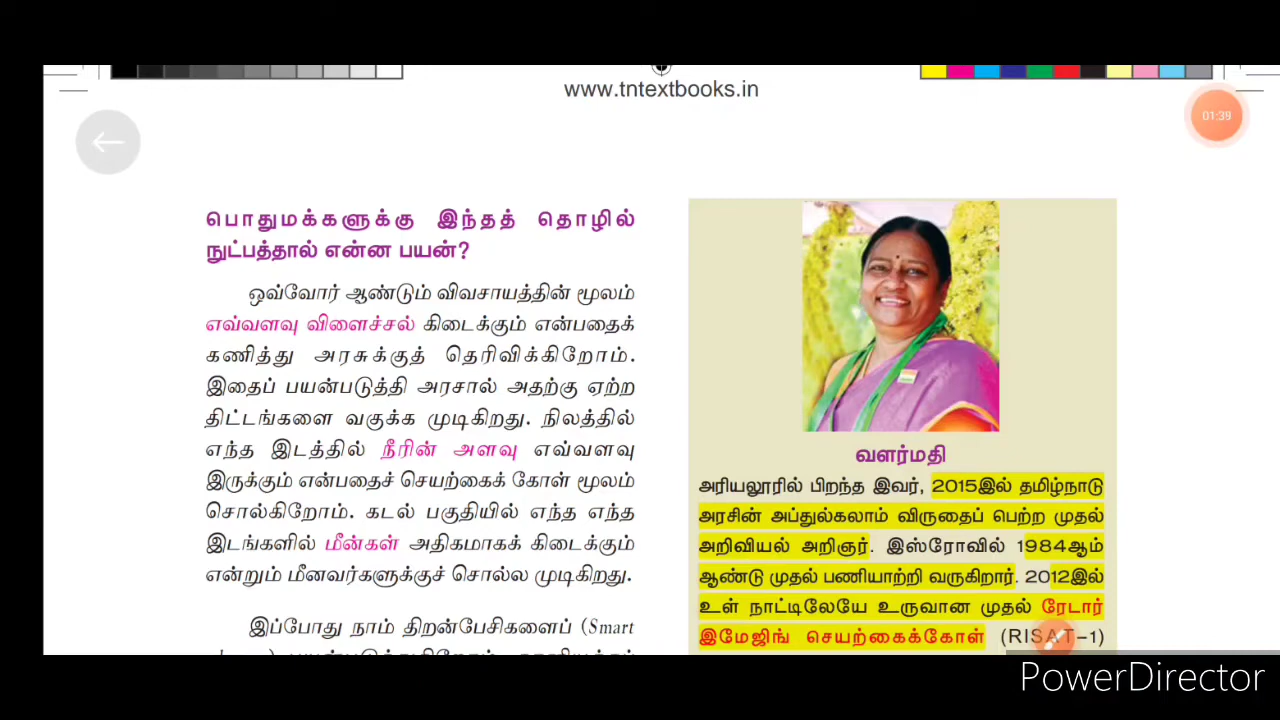 www.tntextbooks.in
01:39
பொதுமக்களுக்கு இந்தத் தொழில்
நுட்பத்தால் என்ன பயன்?
ஒவ்வோர் ஆண்டும் விவசாயத்தின் மூலம்
எவ்வளவு விளைச்சல் கிடைக்கும் என்பதைக்
கணித்து அரசுக்குத் தெரிவிக்கிறோம்.
இதைப் பயன்படுத்தி அரசால் அதற்கு ஏற்ற
திட்டங்களை வகுக்க முடிகிறது. நிலத்தில்
எந்த இடத்தில் நீரின் அளவு எவ்வளவு
இருக்கும் என்பதைச் செயற்கைக் கோள் மூலம்
சொல்கிறோம். கடல் பகுதியில் எந்த எந்த
இடங்களில் மீன்கள் அதிகமாகக் கிடைக்கும்
என்றும் மீனவர்களுக்குச் சொல்ல முடிகிறது.
இப்போது நாம் திறன்பேசிகளைப் (Smart
வளர்மதி
அரியலூரில் பிறந்த இவர், 2015இல் தமிழ்நாடு
அரசின் அப்துல்கலாம் விருதைப் பெற்ற முதல்
அறிவியல் அறிஞர். இஸ்ரோவில் 1984ஆம்
ஆண்டு முதல் பணியாற்றி வருகிறார். 2012இல்
உள் நாட்டிலேயே உருவான முதல் ரேடார்
இமேஜிங் செயற்கைக்கோள் (RISAT-1)
PowerDirector